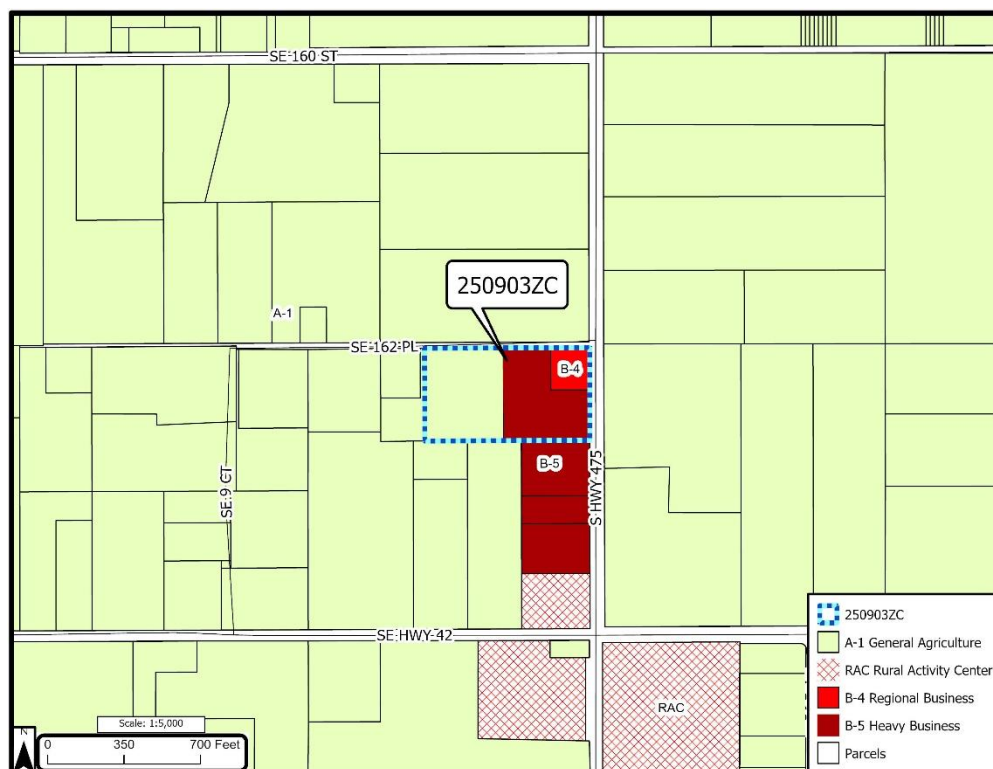 SE 160 ST
250903ZC
A-1
SE 162 PL
B-4
B-5
S HWY 475
SE 9 CT
SE HWY 42
RAC
250903ZC
A-1 General Agriculture
RAC Rural Activity Center
B-4 Regional Business
B-5 Heavy Business
Parcels
Scale: 1:5,000
N
0 350 700 Feet